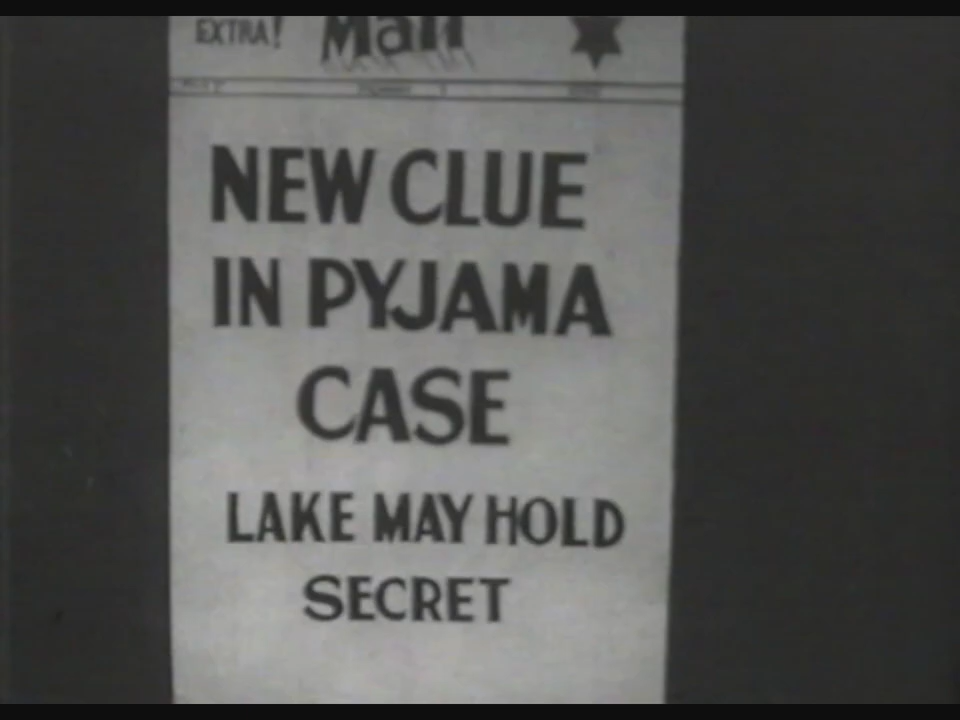 EXTRA! Mail
NEW CLUE
IN PYJAMA
CASE
LAKE MAY HOLD
SECRET